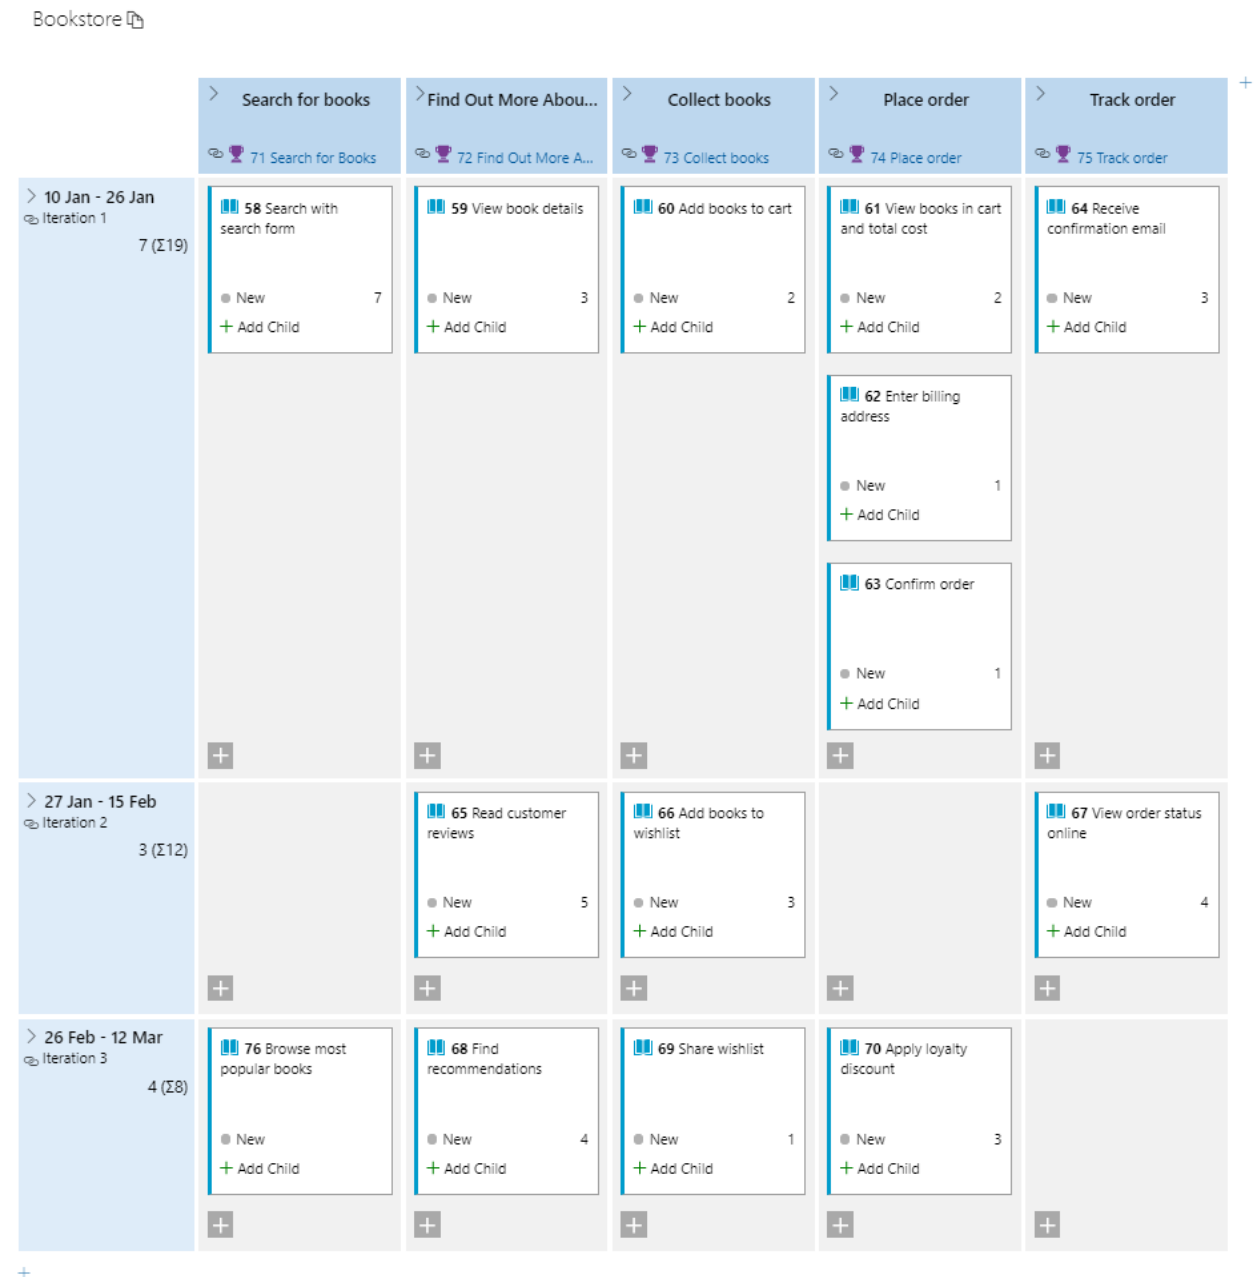 Bookstore
Search for books
71 Search for Books
Find Out More Abou...
72 Find Out More A...
Collect books
73 Collect books
Place order
74 Place order
Track order
75 Track order
10 Jan - 26 Jan
Iteration 1
7 (Σ19)
58 Search with
search form
New 7
+ Add Child
59 View book details
New 3
+ Add Child
60 Add books to cart
New 2
+ Add Child
61 View books in cart
and total cost
New 2
+ Add Child
62 Enter billing
address
New 1
+ Add Child
63 Confirm order
New 1
+ Add Child
64 Receive
confirmation email
New 3
+ Add Child
27 Jan - 15 Feb
Iteration 2
3 (Σ12)
65 Read customer
reviews
New 5
+ Add Child
66 Add books to
wishlist
New 3
+ Add Child
67 View order status
online
New 4
+ Add Child
26 Feb - 12 Mar
Iteration 3
4 (Σ8)
76 Browse most
popular books
New
+ Add Child
68 Find
recommendations
New 4
+ Add Child
69 Share wishlist
New 1
+ Add Child
70 Apply loyalty
discount
New 3
+ Add Child